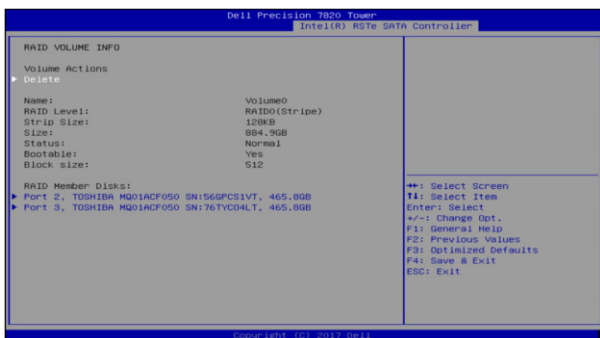 Dell Precision 7820 Tower
Intel(R) RSTe SATA Controller
RAID VOLUME INFO
Volume Actions
Delete
Name: Volume0
RAID Level: RAID0(Stripe)
Strip Size: 128KB
Size: 884.9GB
Status: Normal
Bootable: Yes
Block size: 512
RAID Member Disks:
Port 2, TOSHIBA MQ01ACF050 SN:56GPCS1VT, 465.8GB
Port 3, TOSHIBA MQ01ACF050 SN:76TYC04LT, 465.8GB
→←: Select Screen
↑↓: Select Item
Enter: Select
+/-: Change Opt.
F1: General Help
F2: Previous Values
F3: Optimized Defaults
F4: Save & Exit
ESC: Exit
Copyright (C) 2017 Dell